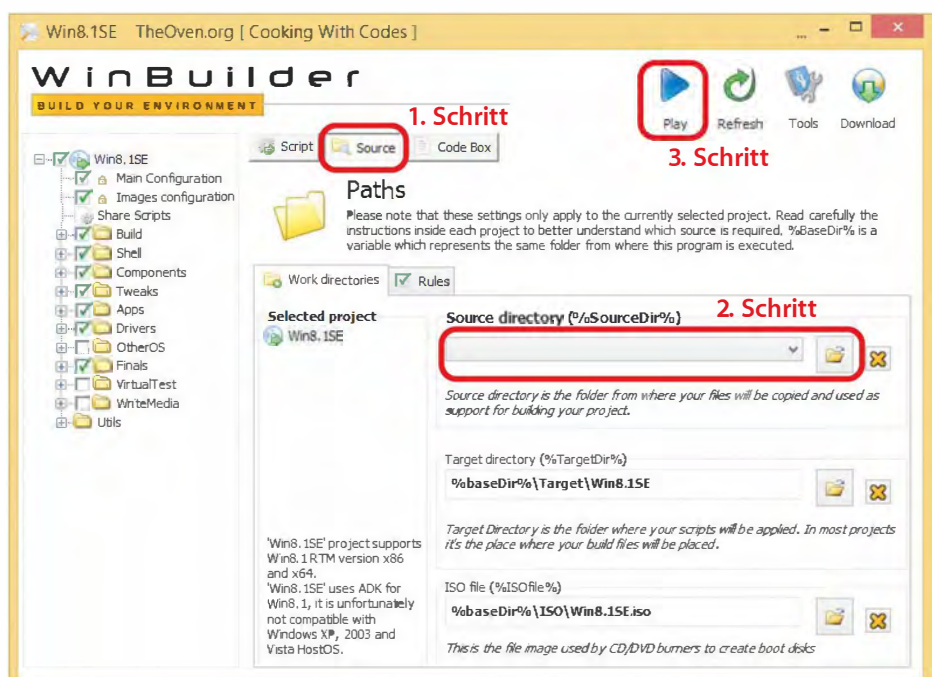 Win8.1SE TheOven.org [ Cooking With Codes ]
WinBuilder
BUILD YOUR ENVIRONMENT
1. Schritt
Play
Refresh
Tools
Download
3. Schritt
Script
Source
Code Box
Win8.1SE
Main Configuration
Images configuration
Share Scripts
Build
Shell
Components
Tweaks
Apps
Drivers
OtherOS
Finals
VirtualTest
WriteMedia
Utils
Paths
Please note that these settings only apply to the currently selected project. Read carefully the
instructions inside each project to better understand which source is required. %BaseDir% is a
variable which represents the same folder from where this program is executed.
Work directories
Rules
Selected project
Win8.1SE
'Win8.1SE' project supports
Win8.1 RTM version x86
and x64.
'Win8.1SE' uses ADK for
Win8.1, it is unfortunately
not compatible with
Windows XP, 2003 and
Vista HostOS.
2. Schritt
Source directory (%SourceDir%)
Source directory is the folder from where your files will be copied and used as
support for building your project.
Target directory (%TargetDir%)
%baseDir%\Target\Win8.1SE
Target Directory is the folder where your scripts will be applied. In most projects
it's the place where your build files will be placed.
ISO file (%ISOfile%)
%baseDir%\ISO\Win8.1SE.iso
This is the file image used by CD/DVD burners to create boot disks